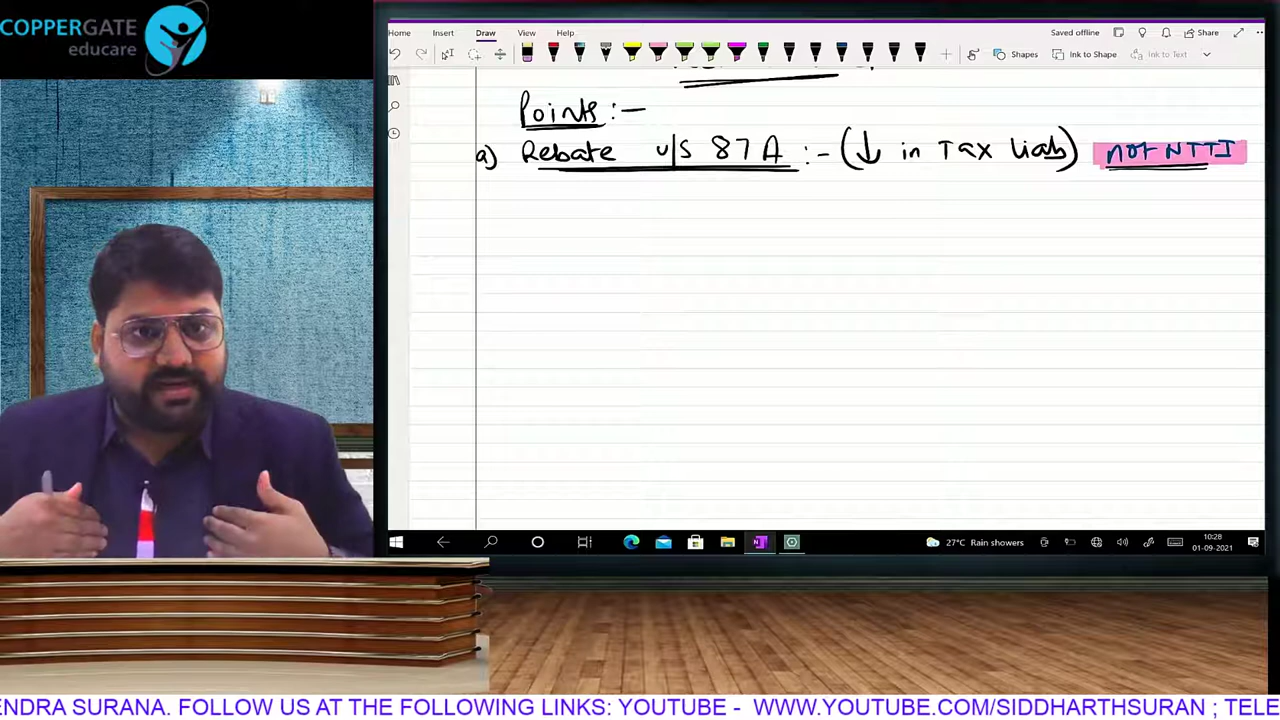 COPPERGATE
educare
Home Insert Draw View Help
Saved offline
Share
Shapes
Ink to Shape
Ink to Text
Points :-
a) Rebate u/s 87A :- (↓ in Tax liab) not NTTI
27°C Rain showers
10:28
01-09-2021
ENDRA SURANA. FOLLOW US AT THE FOLLOWING LINKS: YOUTUBE - WWW.YOUTUBE.COM/SIDDHARTHSURAN ; TELE